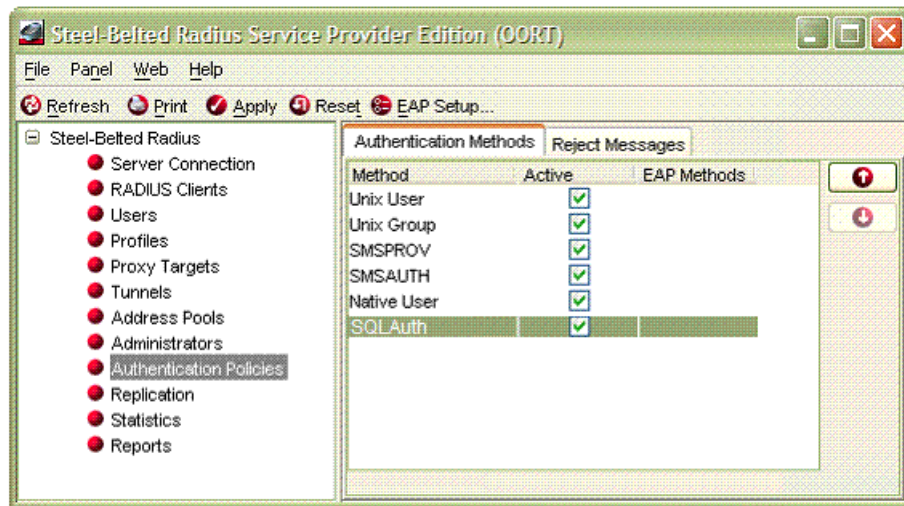 Steel-Belted Radius Service Provider Edition (OORT)
File Panel Web Help
Refresh Print Apply Reset EAP Setup...
Steel-Belted Radius
Server Connection
RADIUS Clients
Users
Profiles
Proxy Targets
Tunnels
Address Pools
Administrators
Authentication Policies
Replication
Statistics
Reports
Authentication Methods Reject Messages
Method Active EAP Methods
Unix User
Unix Group
SMSPROV
SMSAUTH
Native User
SQLAuth